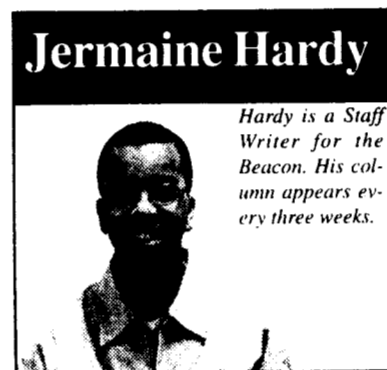 Jermaine Hardy
Hardy is a Staff
Writer for the
Beacon. His col-
umn appears ev-
ery three weeks.